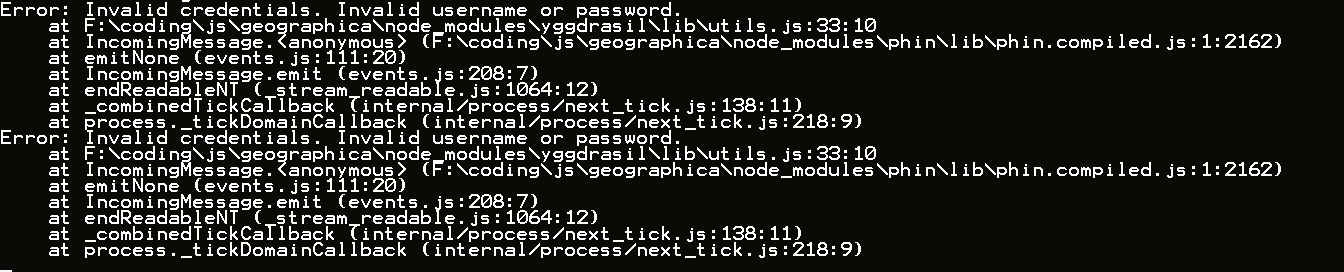 Error: Invalid credentials. Invalid username or password.
    at F:\coding\js\geographica\node_modules\yggdrasil\lib\utils.js:33:10
    at IncomingMessage.<anonymous> (F:\coding\js\geographica\node_modules\phin\lib\phin.compiled.js:1:2162)
    at emitNone (events.js:111:20)
    at IncomingMessage.emit (events.js:208:7)
    at endReadableNT (_stream_readable.js:1064:12)
    at _combinedTickCallback (internal/process/next_tick.js:138:11)
    at process._tickDomainCallback (internal/process/next_tick.js:218:9)
Error: Invalid credentials. Invalid username or password.
    at F:\coding\js\geographica\node_modules\yggdrasil\lib\utils.js:33:10
    at IncomingMessage.<anonymous> (F:\coding\js\geographica\node_modules\phin\lib\phin.compiled.js:1:2162)
    at emitNone (events.js:111:20)
    at IncomingMessage.emit (events.js:208:7)
    at endReadableNT (_stream_readable.js:1064:12)
    at _combinedTickCallback (internal/process/next_tick.js:138:11)
    at process._tickDomainCallback (internal/process/next_tick.js:218:9)